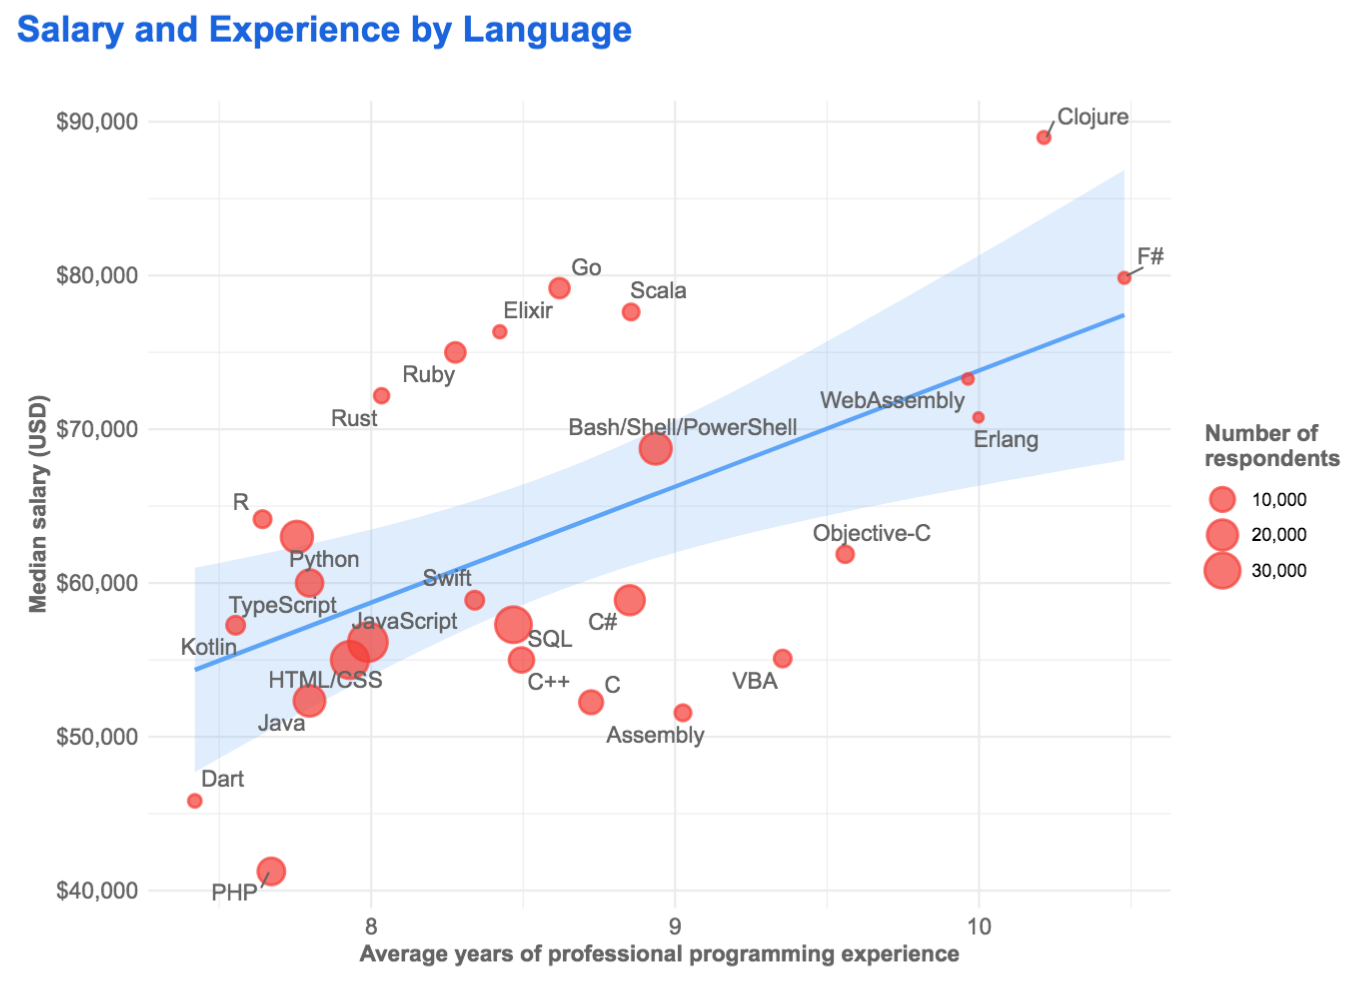 Salary and Experience by Language
$90,000
$80,000
$70,000
$60,000
$50,000
$40,000
Median salary (USD)
Clojure
F#
Go
Scala
Elixir
Ruby
Rust
WebAssembly
Bash/Shell/PowerShell
Erlang
R
Objective-C
Python
Swift
TypeScript
JavaScript
C#
SQL
Kotlin
HTML/CSS
C++
C
VBA
Java
Assembly
Dart
PHP
8
9
10
Average years of professional programming experience
Number of
respondents
10,000
20,000
30,000